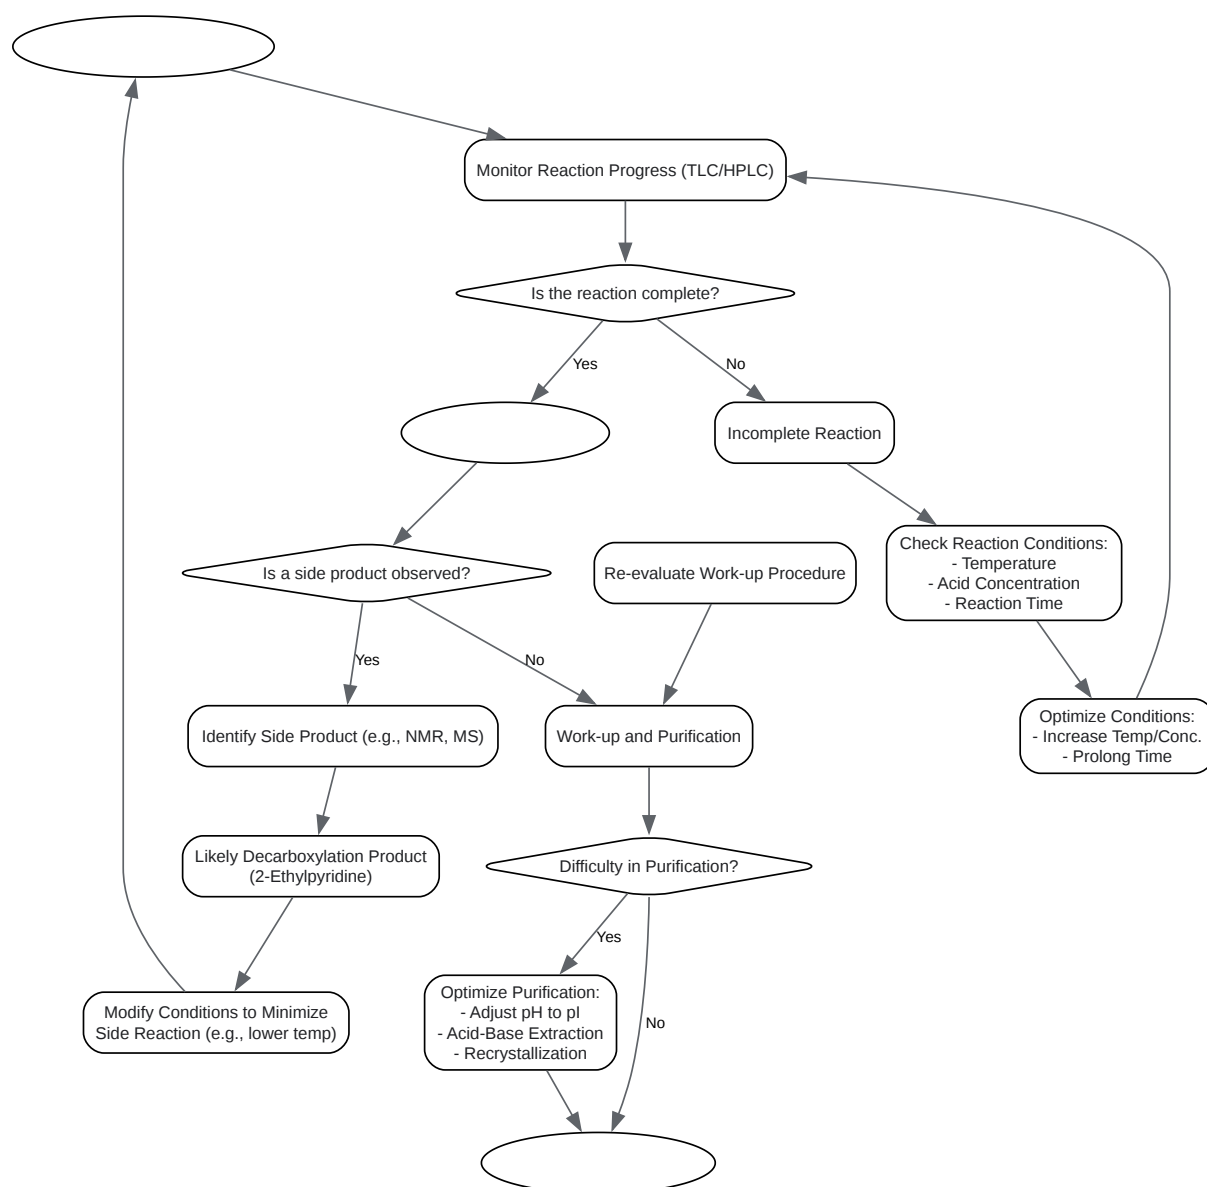 Monitor Reaction Progress (TLC/HPLC)
Is the reaction complete?
Yes
No
Incomplete Reaction
Check Reaction Conditions:
- Temperature
- Acid Concentration
- Reaction Time
Is a side product observed?
Re-evaluate Work-up Procedure
Yes
No
Identify Side Product (e.g., NMR, MS)
Work-up and Purification
Optimize Conditions:
- Increase Temp/Conc.
- Prolong Time
Likely Decarboxylation Product
(2-Ethylpyridine)
Difficulty in Purification?
Yes
No
Modify Conditions to Minimize
Side Reaction (e.g., lower temp)
Optimize Purification:
- Adjust pH to pI
- Acid-Base Extraction
- Recrystallization